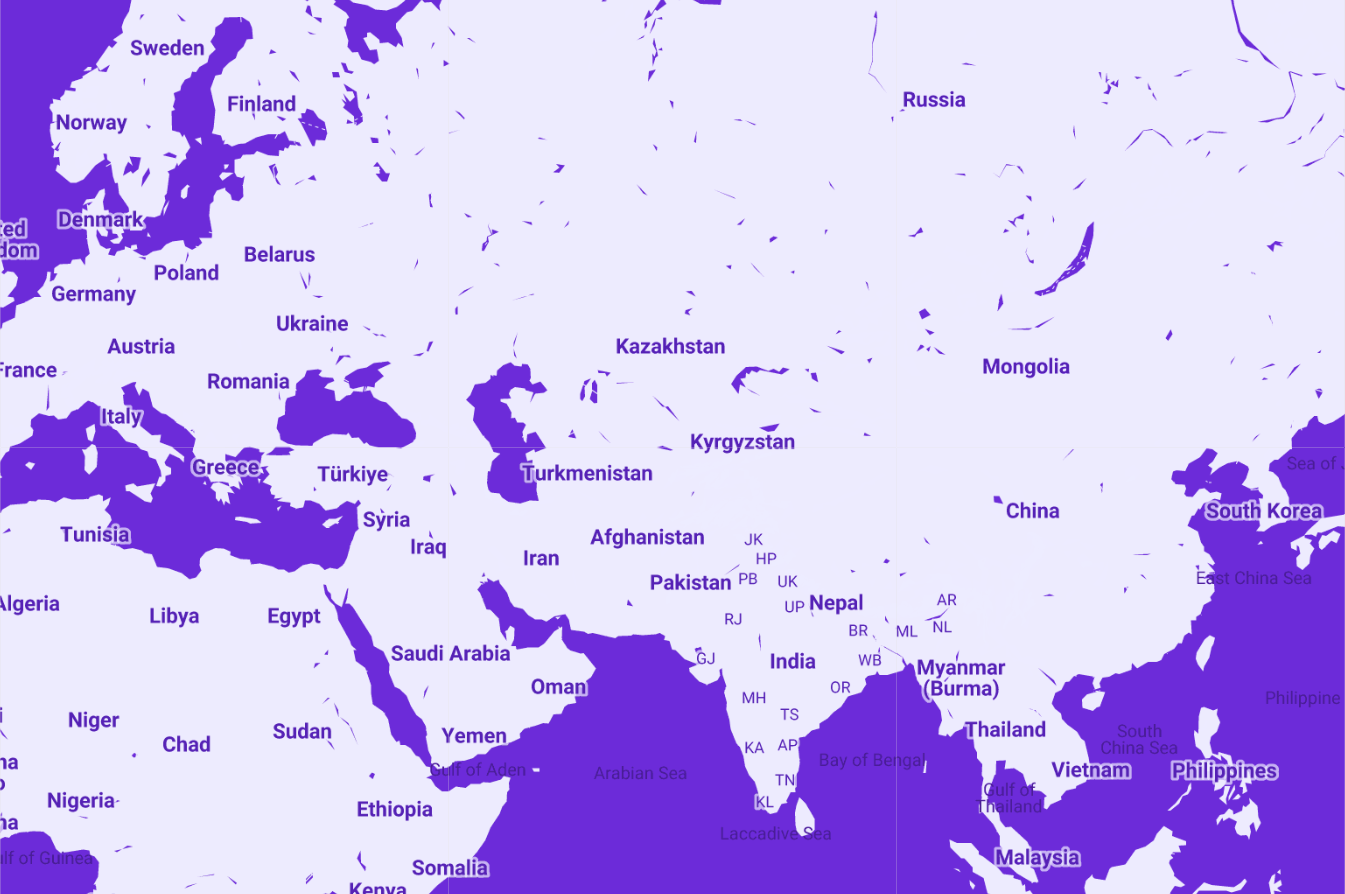 Sweden
Finland
Russia
Norway
Denmark
ted
dom
Belarus
Poland
Germany
Ukraine
Austria
Kazakhstan
France
Mongolia
Romania
Italy
Kyrgyzstan
Greece
Türkiye
Turkmenistan
Sea of J
China
South Korea
Syria
Tunisia
Afghanistan
JK
Iraq
Iran
HP
East China Sea
Pakistan
PB
UK
Algeria
Libya
Egypt
UP
Nepal
AR
RJ
BR
ML
NL
Saudi Arabia
GJ
India
WB
Myanmar
(Burma)
Oman
OR
MH
Philippine
i
TS
Niger
Sudan
Thailand
South
China Sea
Chad
Yemen
KA
AP
na
Bay of Bengal
Gulf of Aden
Arabian Sea
Vietnam
Philippines
o
TN
Gulf of
Thailand
Nigeria
Ethiopia
KL
na
Laccadive Sea
ulf of Guinea
Malaysia
Somalia
Kenya